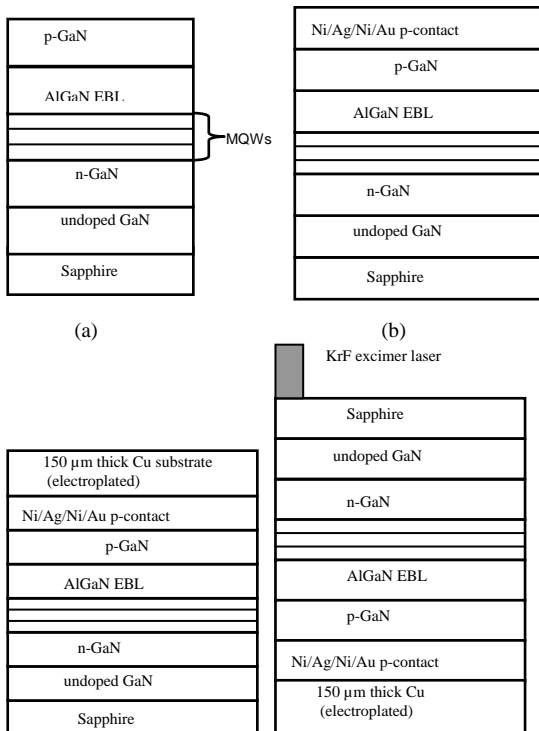 p-GaN
AlGaN EBL
MQWs
n-GaN
undoped GaN
Sapphire
(a)
Ni/Ag/Ni/Au p-contact
p-GaN
AlGaN EBL
n-GaN
undoped GaN
Sapphire
(b)
150 µm thick Cu substrate
(electroplated)
Ni/Ag/Ni/Au p-contact
p-GaN
AlGaN EBL
n-GaN
undoped GaN
Sapphire
KrF excimer laser
Sapphire
undoped GaN
n-GaN
AlGaN EBL
p-GaN
Ni/Ag/Ni/Au p-contact
150 µm thick Cu
(electroplated)